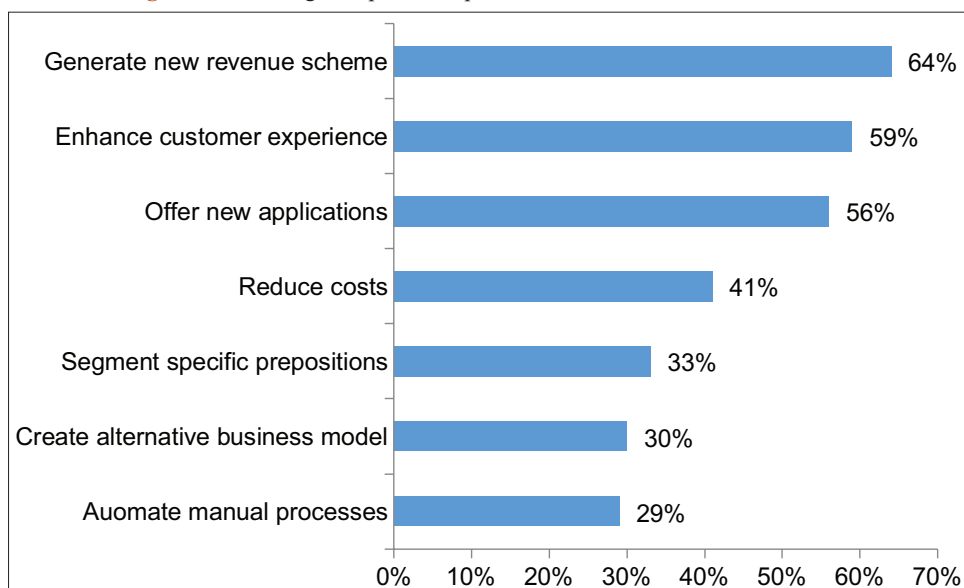 Generate new revenue scheme 64%
Enhance customer experience 59%
Offer new applications 56%
Reduce costs 41%
Segment specific prepositions 33%
Create alternative business model 30%
Auomate manual processes 29%
0% 10% 20% 30% 40% 50% 60% 70%